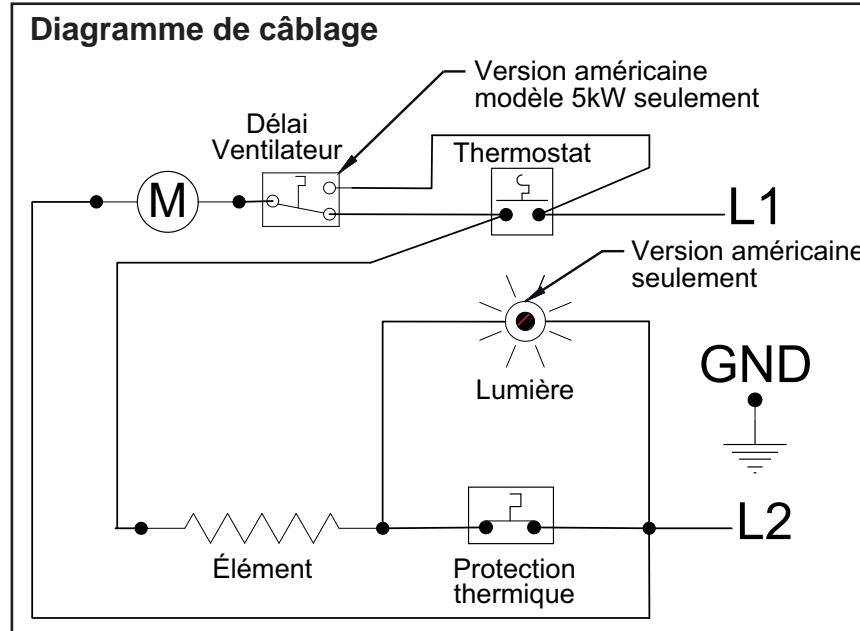 Diagramme de câblage
Version américaine
modèle 5kW seulement
Délai
Ventilateur
Thermostat
M
L1
Version américaine
seulement
Lumière
GND
L2
Élément
Protection
thermique